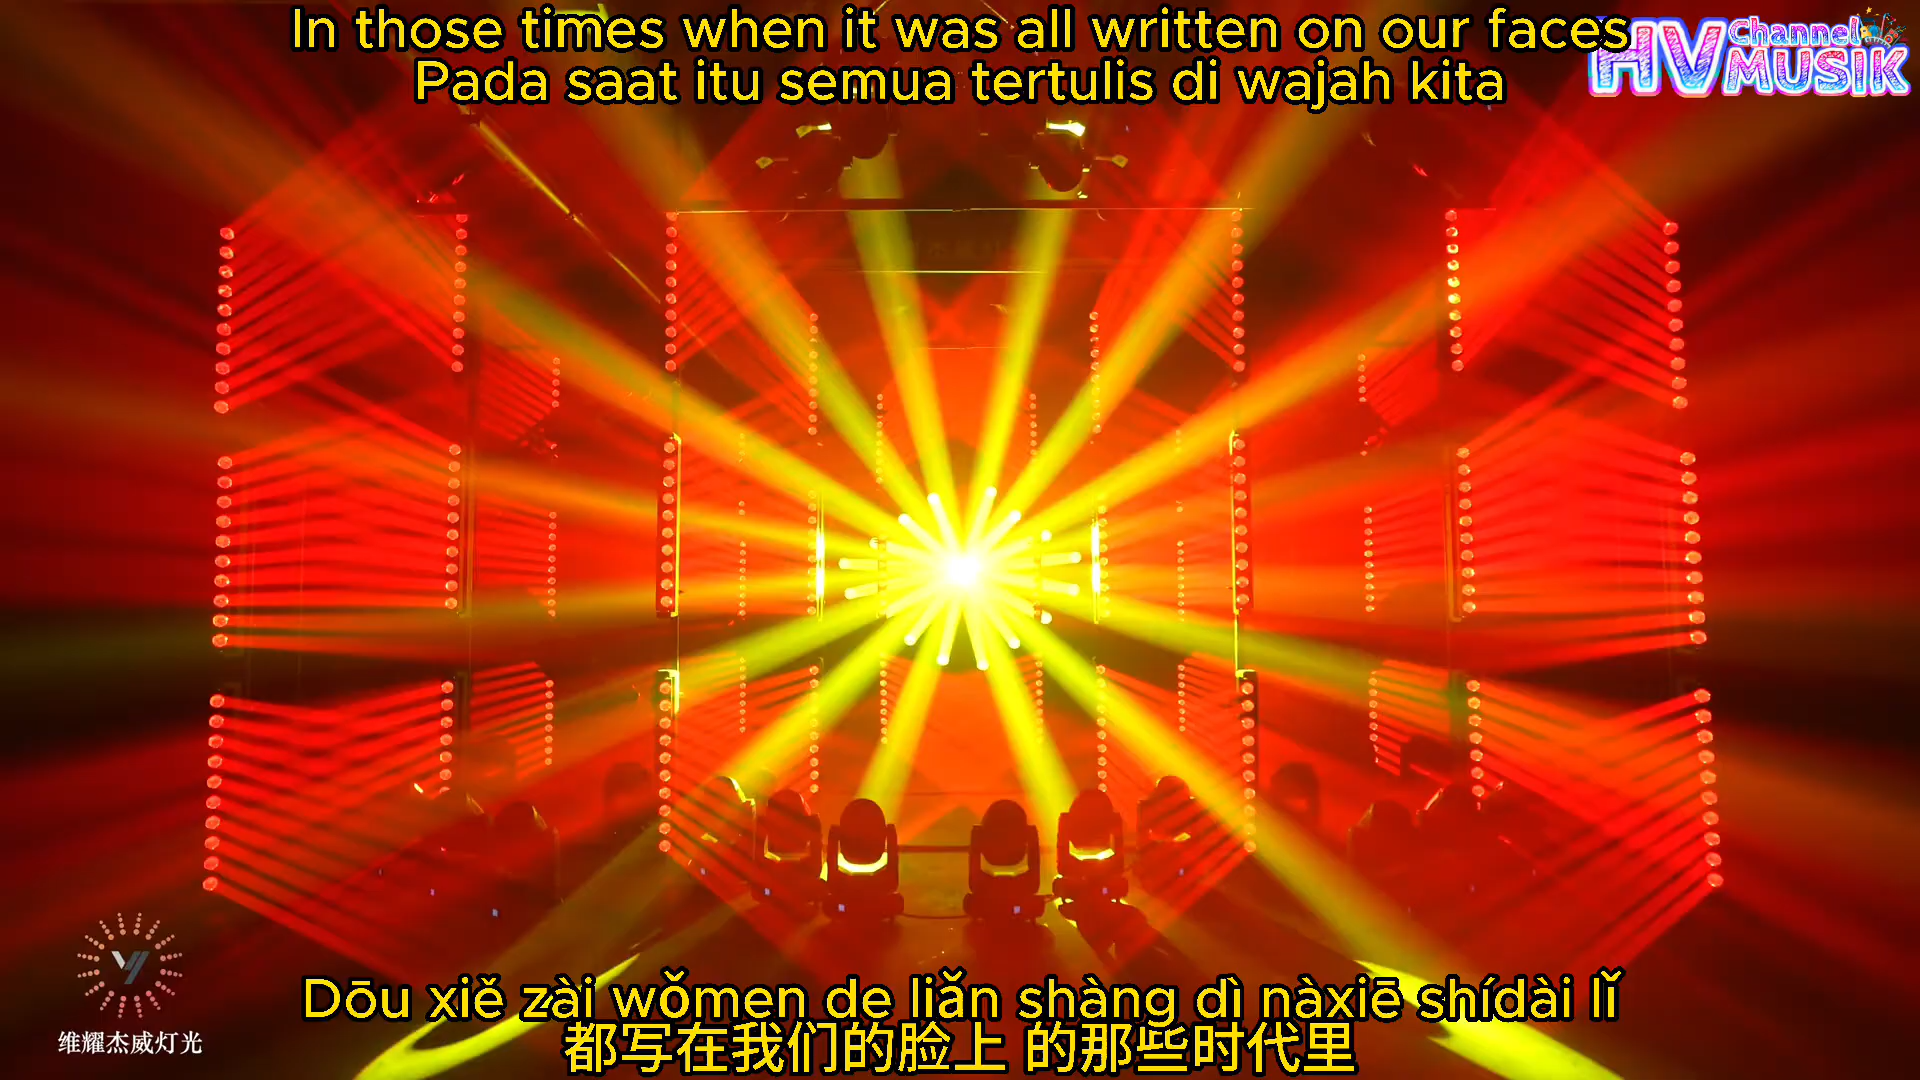 In those times when it was all written on our faces
Pada saat itu semua tertulis di wajah kita
Channel
HV MUSIK
Dōu xiě zài wǒmen de liǎn shàng dì nàxiē shídài lǐ
都写在我们的脸上 的那些时代里
维耀杰威灯光